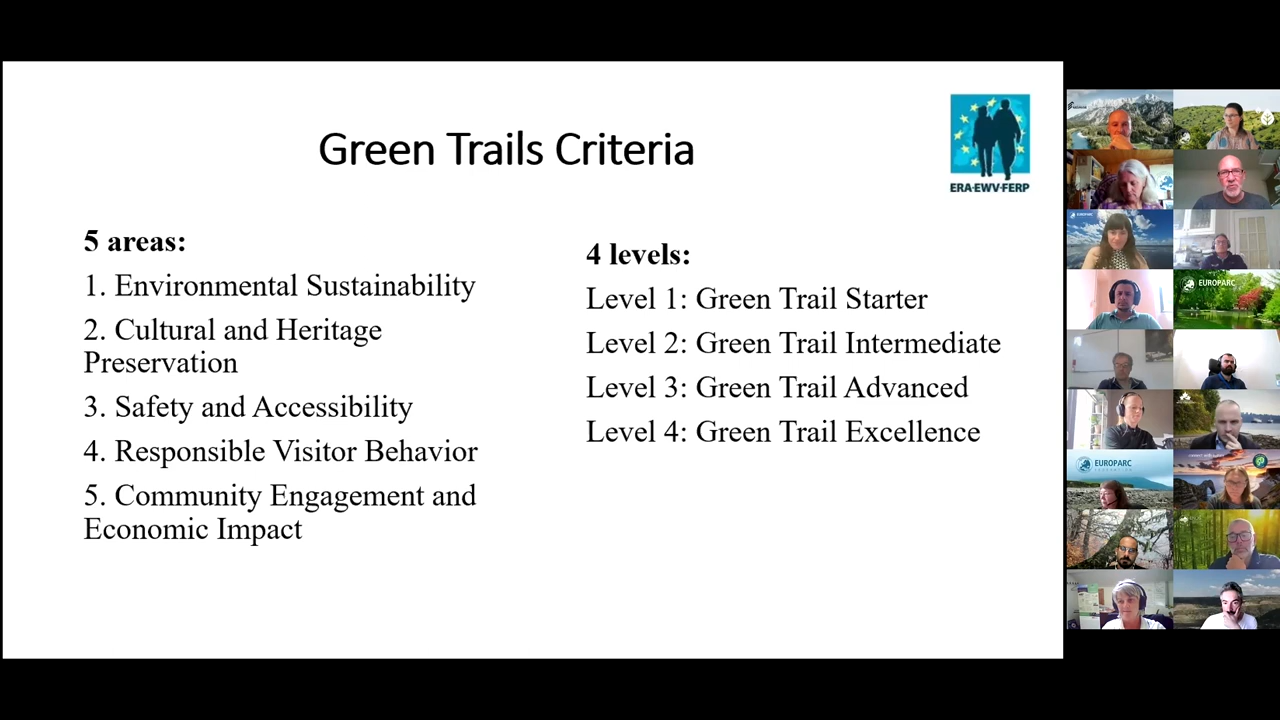 Green Trails Criteria
ERA-EWV-FERP
5 areas:
1. Environmental Sustainability
2. Cultural and Heritage
Preservation
3. Safety and Accessibility
4. Responsible Visitor Behavior
5. Community Engagement and
Economic Impact
4 levels:
Level 1: Green Trail Starter
Level 2: Green Trail Intermediate
Level 3: Green Trail Advanced
Level 4: Green Trail Excellence
EUROPARC
EUROPARC